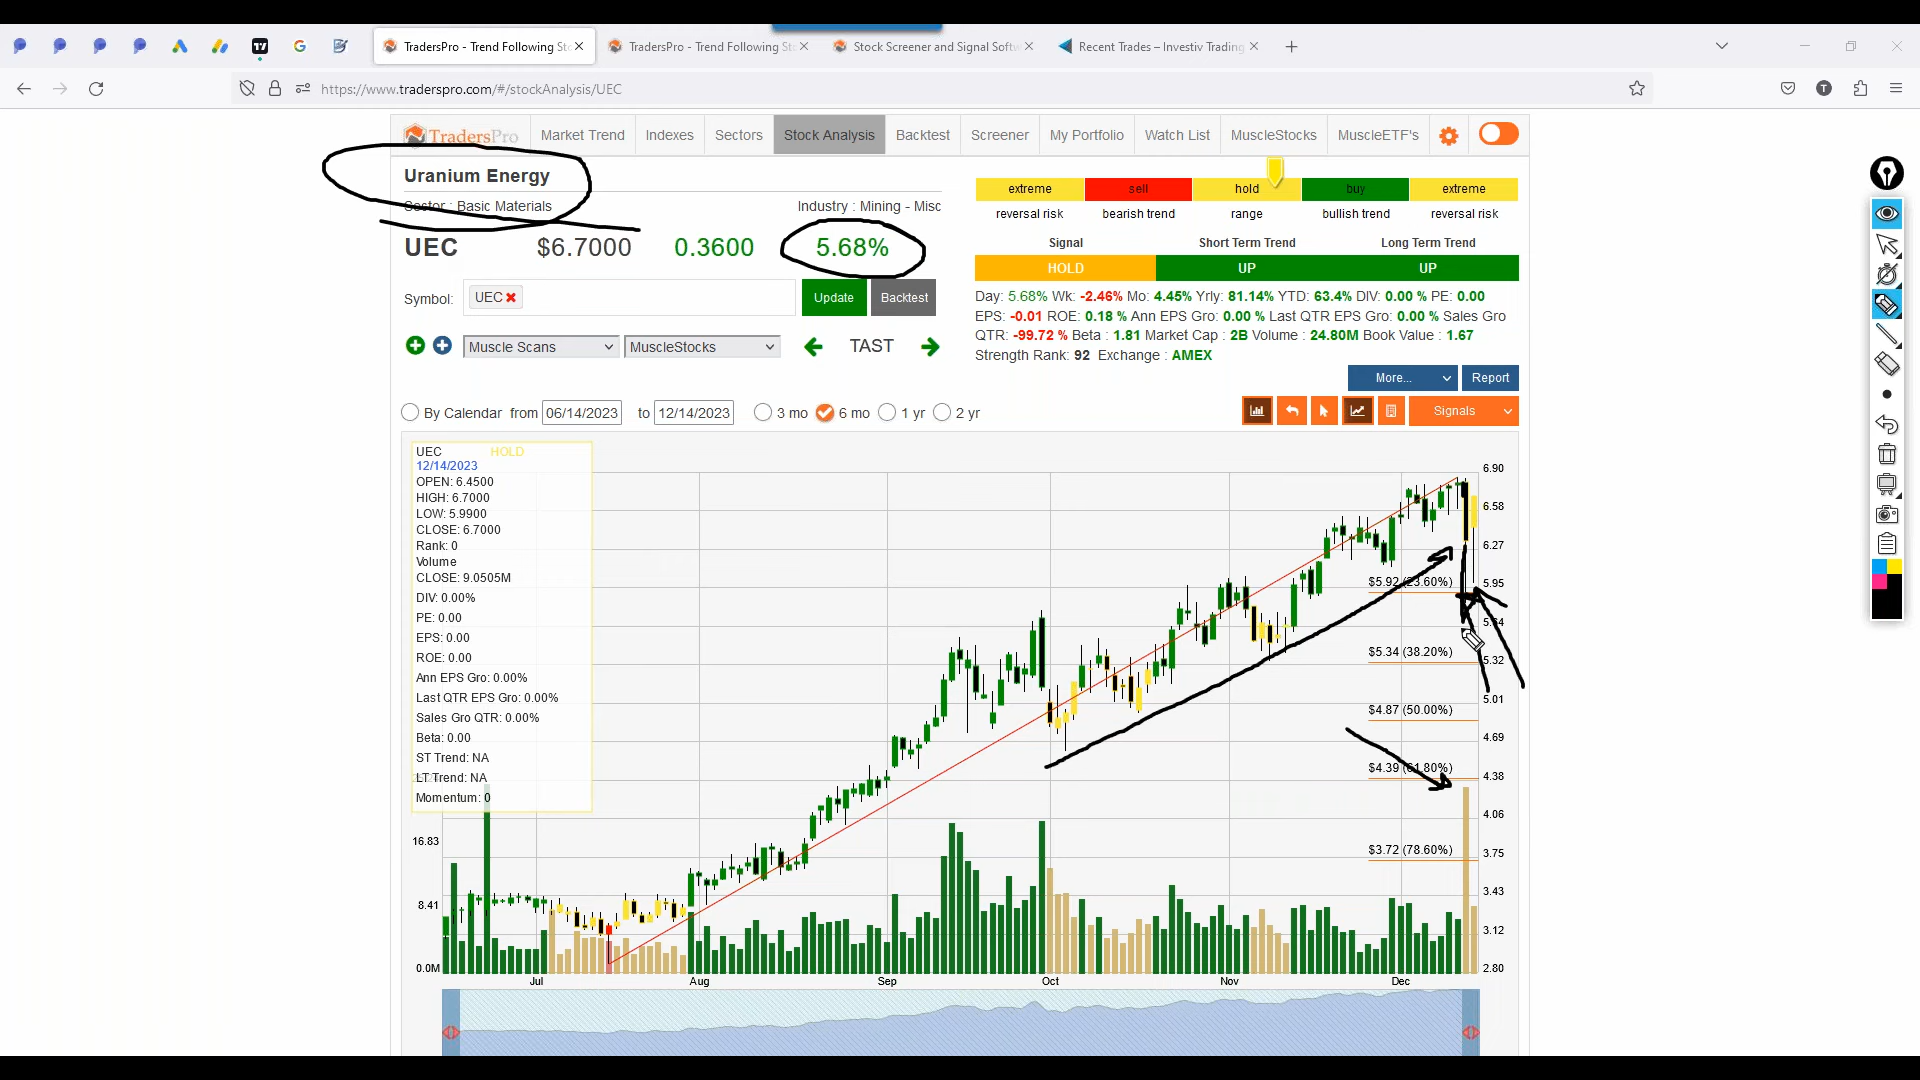 TradersPro - Trend Following Sto
TradersPro - Trend Following Sto
Stock Screener and Signal Softw
Recent Trades – Investiv Trading
https://www.traderspro.com/#/stockAnalysis/UEC
TradersPro
Market Trend
Indexes
Sectors
Stock Analysis
Backtest
Screener
My Portfolio
Watch List
MuscleStocks
MuscleETF's
Uranium Energy
Sector : Basic Materials
Industry : Mining - Misc
UEC
$6.7000
0.3600
5.68%
Symbol:
UEC
Update
Backtest
Muscle Scans
MuscleStocks
TAST
extreme
sell
hold
buy
extreme
reversal risk
bearish trend
range
bullish trend
reversal risk
Signal
Short Term Trend
Long Term Trend
HOLD
UP
UP
Day: 5.68% Wk: -2.46% Mo: 4.45% Yrly: 81.14% YTD: 63.4% DIV: 0.00 % PE: 0.00
EPS: -0.01 ROE: 0.18 % Ann EPS Gro: 0.00 % Last QTR EPS Gro: 0.00 % Sales Gro
QTR: -99.72 % Beta : 1.81 Market Cap : 2B Volume : 24.80M Book Value : 1.67
Strength Rank: 92 Exchange : AMEX
More...
Report
By Calendar from 06/14/2023 to 12/14/2023
3 mo
6 mo
1 yr
2 yr
Signals
UEC HOLD
12/14/2023
OPEN: 6.4500
HIGH: 6.7000
LOW: 5.9900
CLOSE: 6.7000
Rank: 0
Volume
CLOSE: 9.0505M
DIV: 0.00%
PE: 0.00
EPS: 0.00
ROE: 0.00
Ann EPS Gro: 0.00%
Last QTR EPS Gro: 0.00%
Sales Gro QTR: 0.00%
Beta: 0.00
ST Trend: NA
LT Trend: NA
Momentum: 0
16.83
8.41
0.0M
6.90
6.58
6.27
5.95
5.64
5.32
5.01
4.69
4.38
4.06
3.75
3.43
3.12
2.80
$5.92 (23.60%)
$5.34 (38.20%)
$4.87 (50.00%)
$4.39 (61.80%)
$3.72 (78.60%)
Jul
Aug
Sep
Oct
Nov
Dec